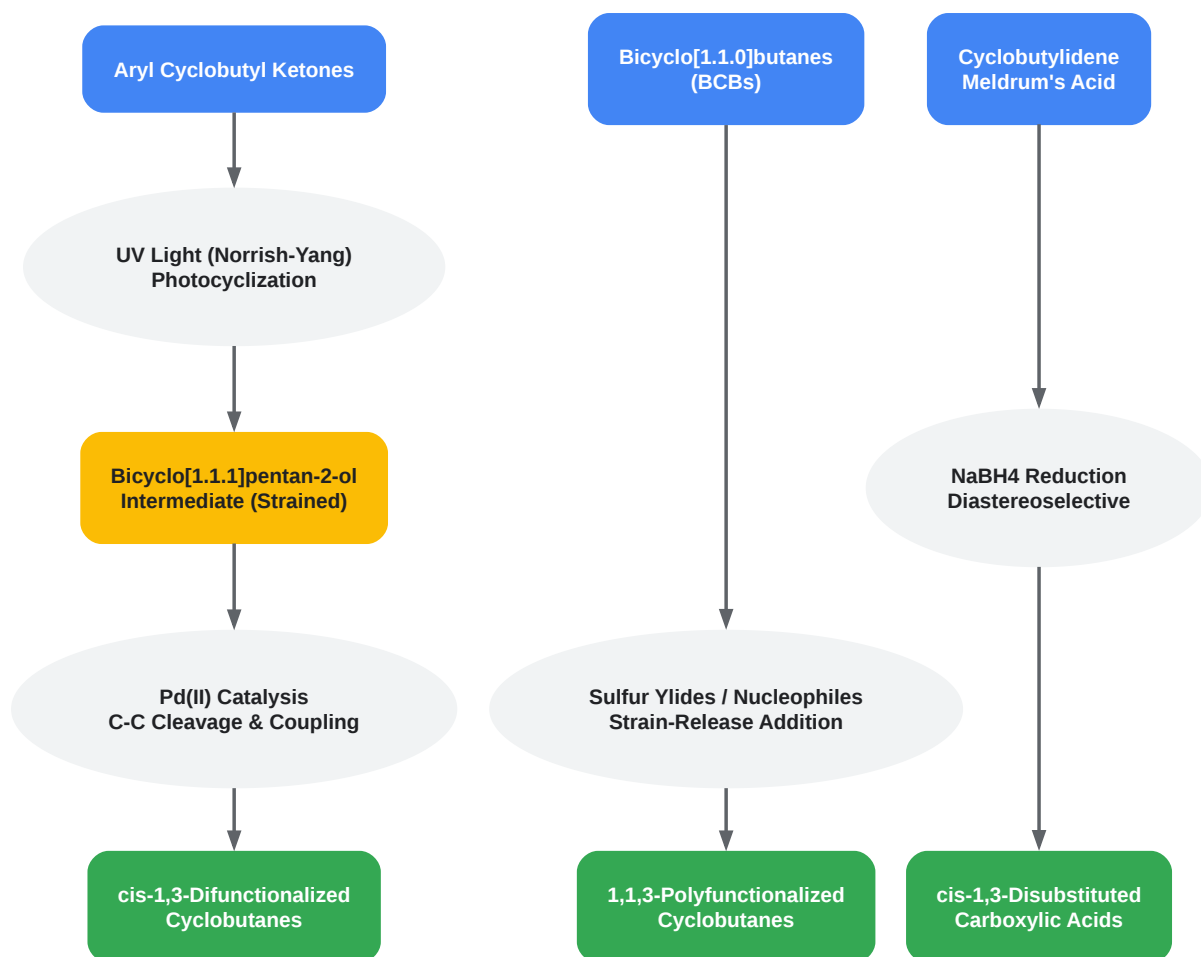 Aryl Cyclobutyl Ketones
Bicyclo[1.1.0]butanes
(BCBs)
Cyclobutylidene
Meldrum's Acid
UV Light (Norrish-Yang)
Photocyclization
Bicyclo[1.1.1]pentan-2-ol
Intermediate (Strained)
NaBH4 Reduction
Diastereoselective
Pd(II) Catalysis
C-C Cleavage & Coupling
Sulfur Ylides / Nucleophiles
Strain-Release Addition
cis-1,3-Difunctionalized
Cyclobutanes
1,1,3-Polyfunctionalized
Cyclobutanes
cis-1,3-Disubstituted
Carboxylic Acids